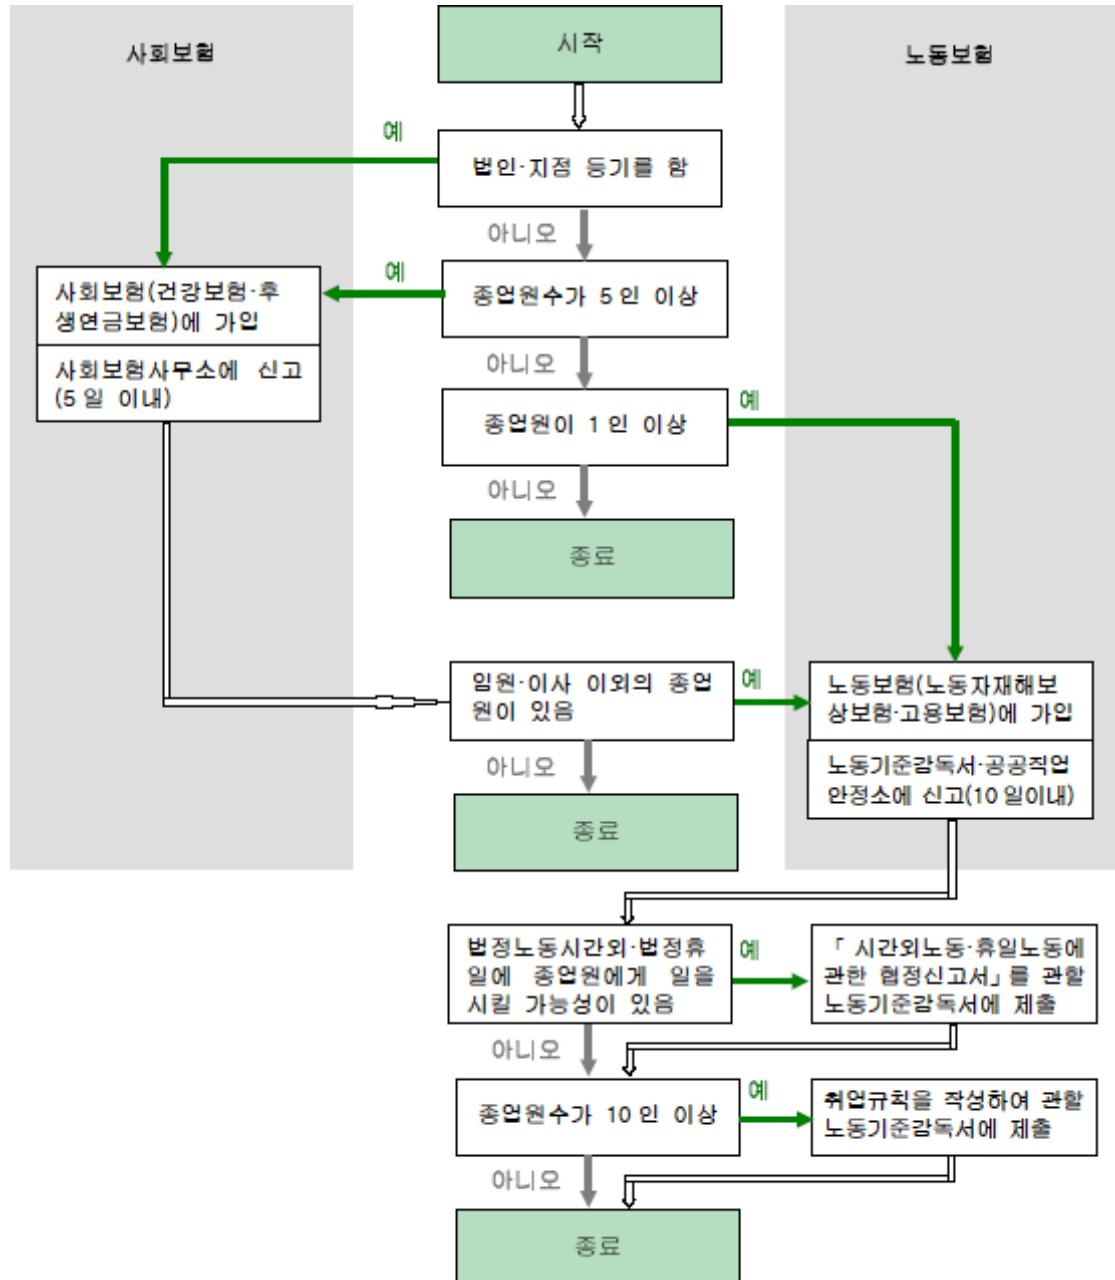 사회보험
시작
노동보험
예
법인·지점 등기를 함
아니오
예
종업원수가 5인 이상
사회보험(건강보험·후
생연금보험)에 가입
사회보험사무소에 신고
(5일 이내)
아니오
종업원이 1인 이상
예
아니오
종료
임원·이사 이외의 종업
원이 있음
예
노동보험(노동자재해보
상보험·고용보험)에 가입
노동기준감독서·공공직업
안정소에 신고(10일이내)
아니오
종료
법정노동시간외·법정휴
일에 종업원에게 일을
시킬 가능성이 있음
예
「시간외노동·휴일노동에
관한 협정신고서」를 관할
노동기준감독서에 제출
아니오
종업원수가 10인 이상
예
취업규칙을 작성하여 관할
노동기준감독서에 제출
아니오
종료